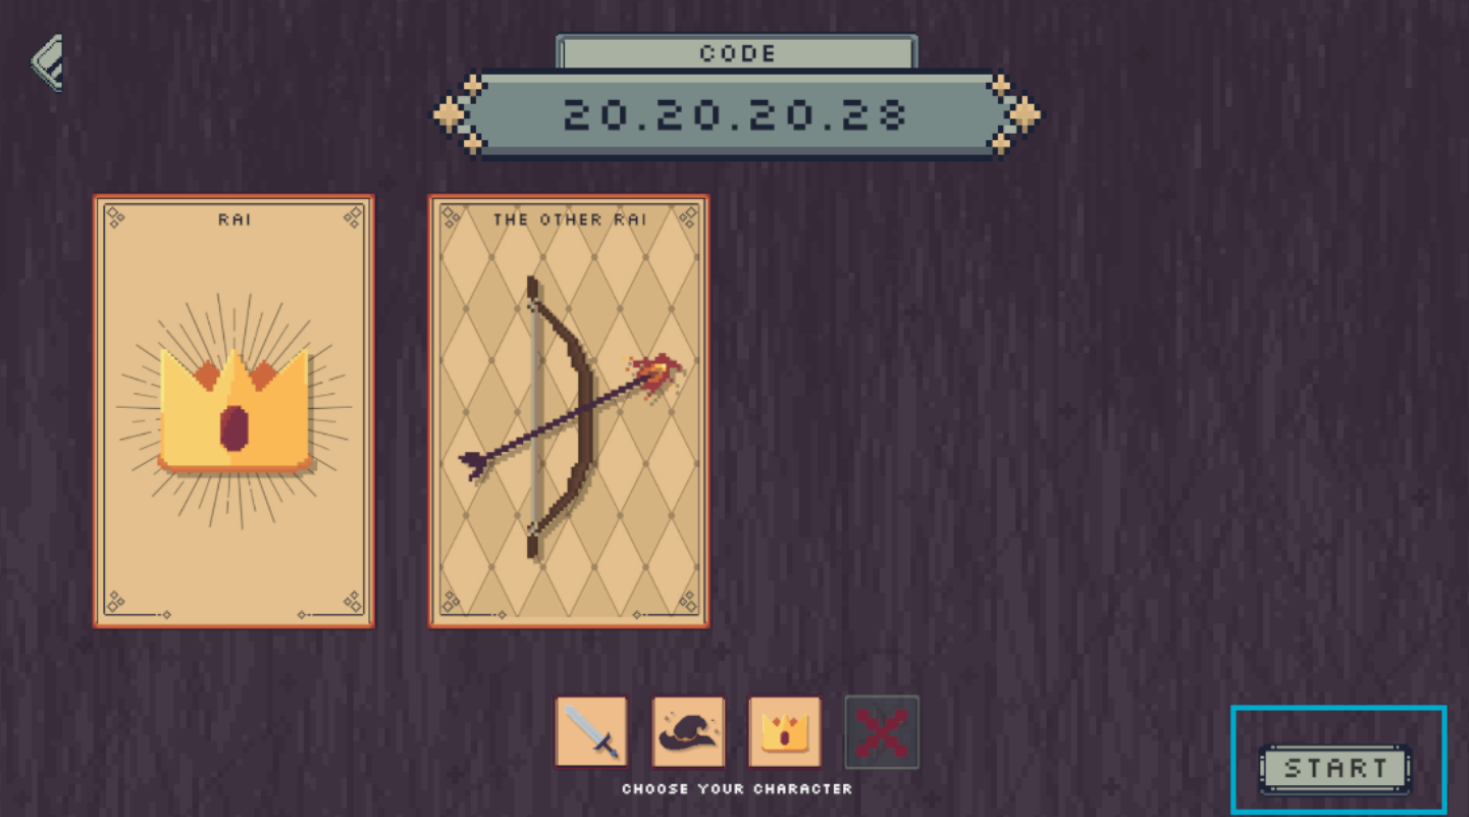 CODE
20.20.20.28
RAI
THE OTHER RAI
CHOOSE YOUR CHARACTER
START